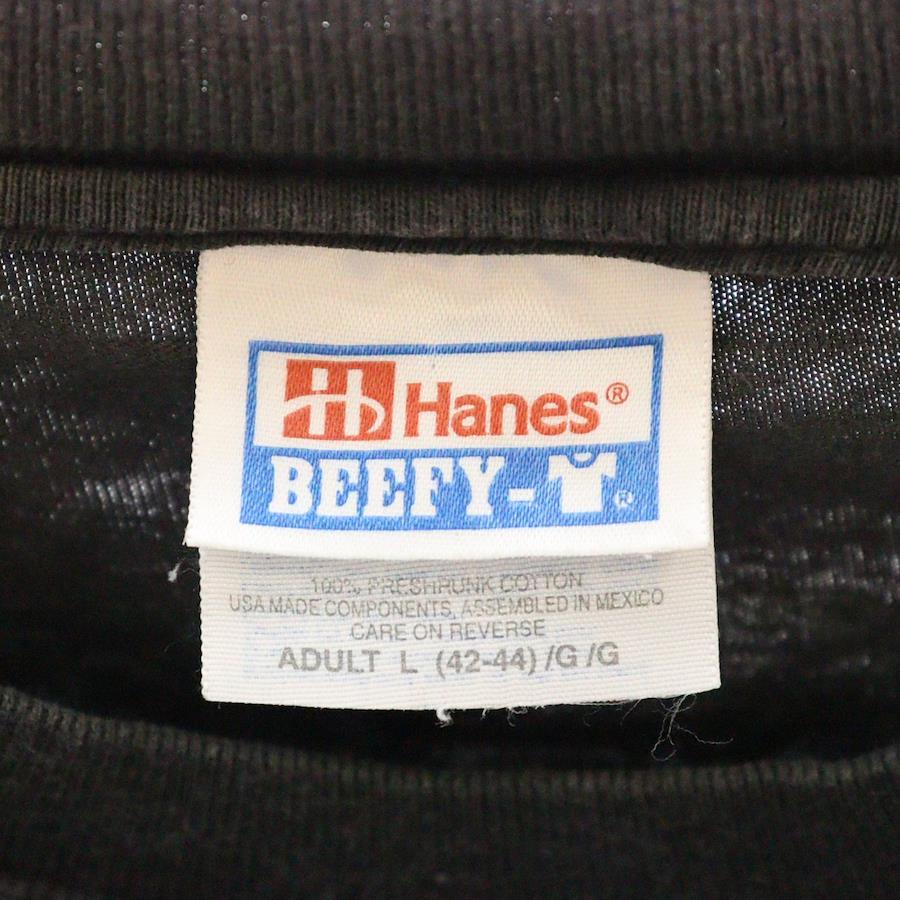 Hanes®
BEEFY-T®
100% PRESHRUNK COTTON
USA MADE COMPONENTS, ASSEMBLED IN MEXICO
CARE ON REVERSE
ADULT L (42-44) /G /G